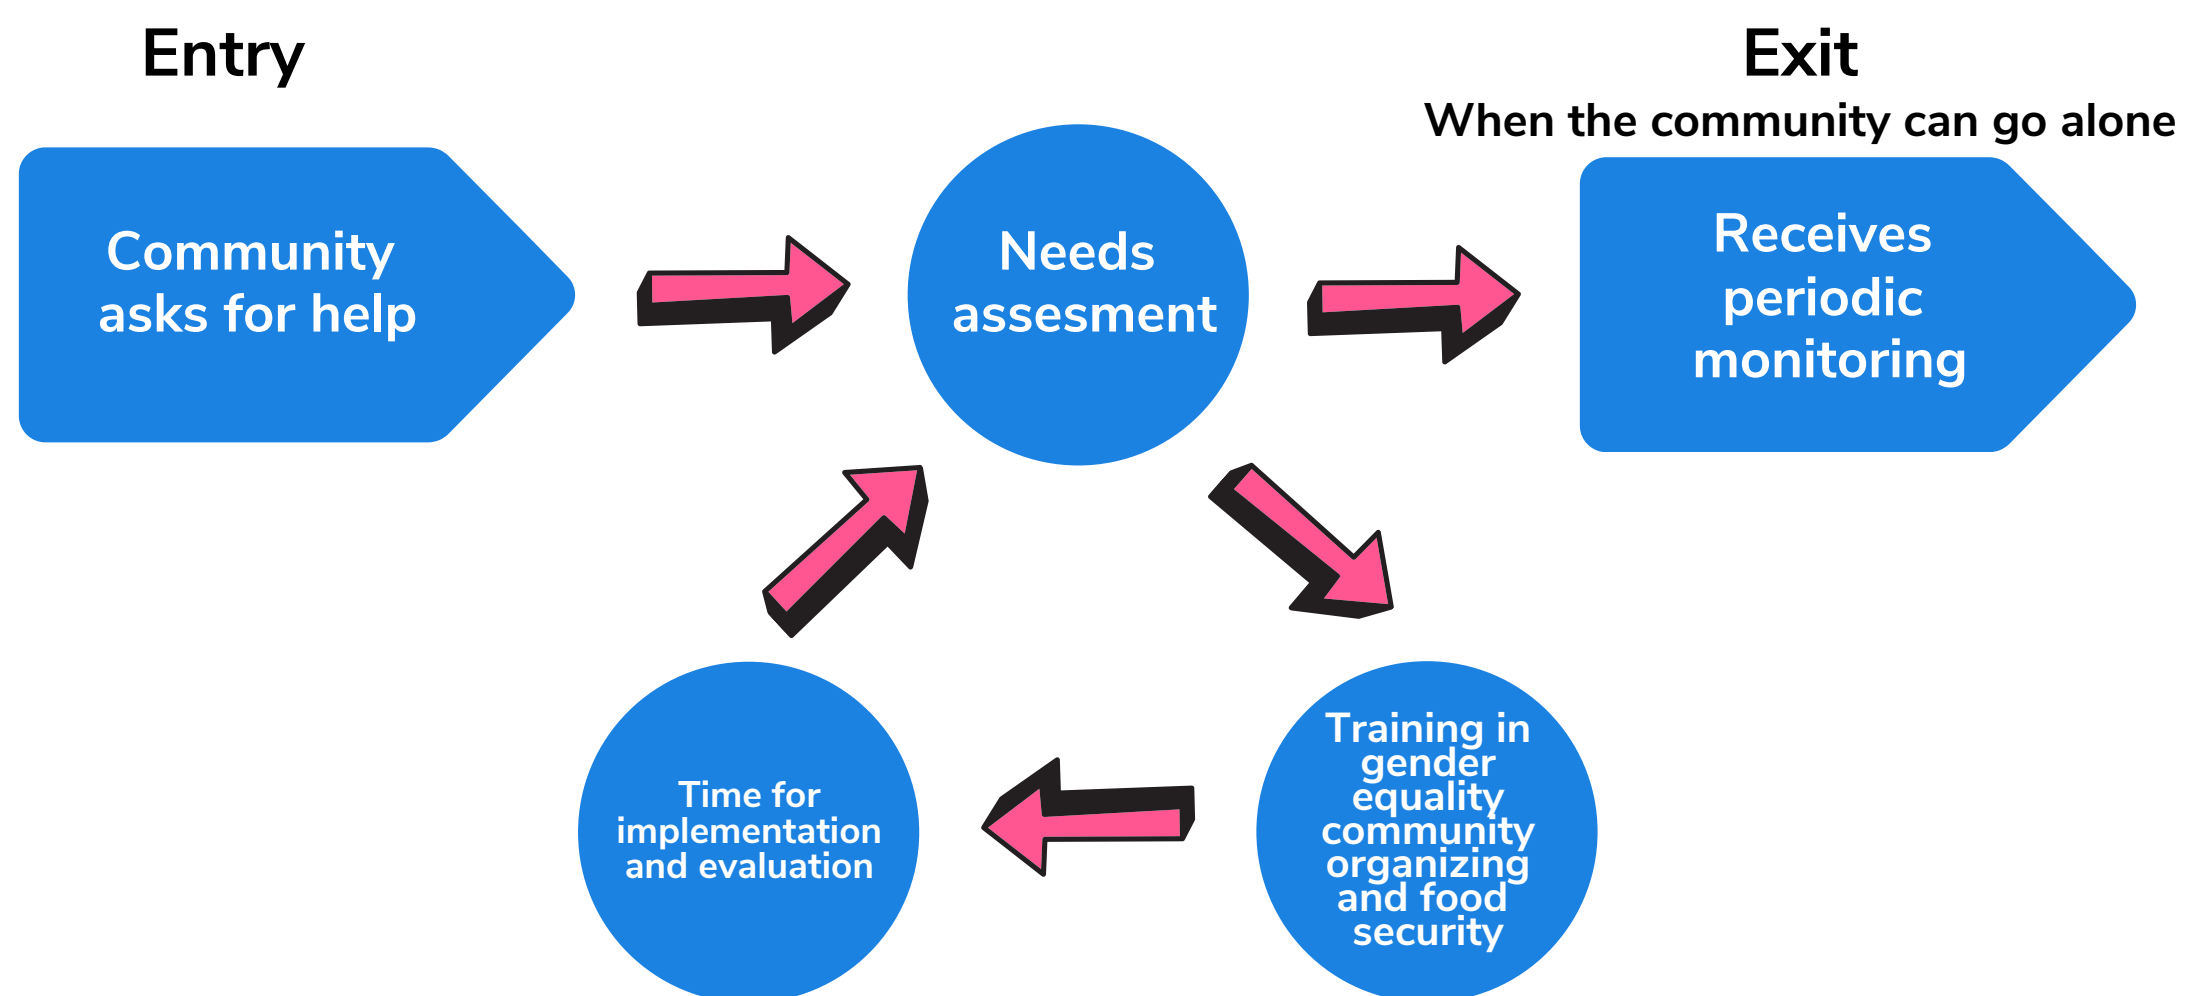 Entry
Exit
When the community can go alone
Community
asks for help
Needs
assesment
Receives
periodic
monitoring
Time for
implementation
and evaluation
Training in
gender
equality
community
organizing
and food
security